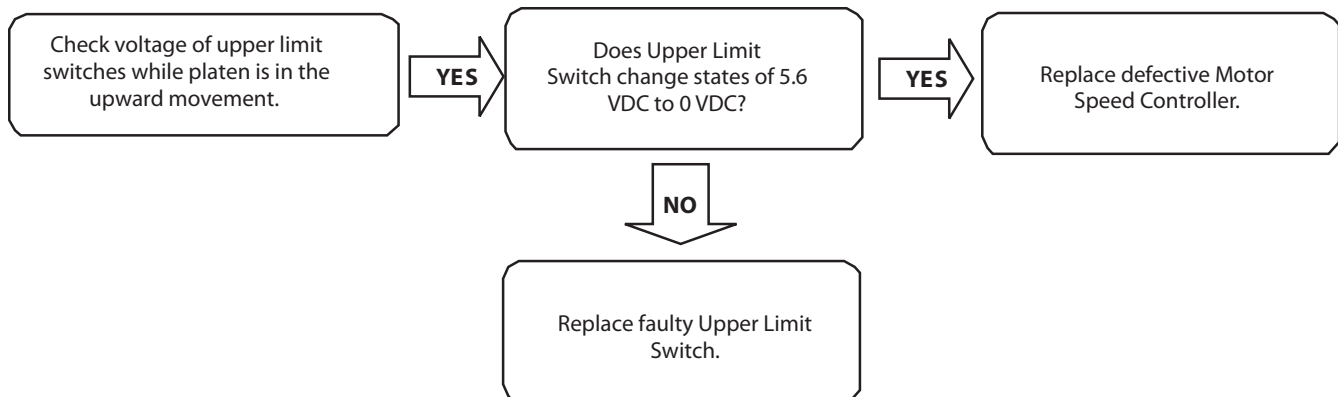 Check voltage of upper limit
switches while platen is in the
upward movement.
YES
Does Upper Limit
Switch change states of 5.6
VDC to 0 VDC?
YES
Replace defective Motor
Speed Controller.
NO
Replace faulty Upper Limit
Switch.